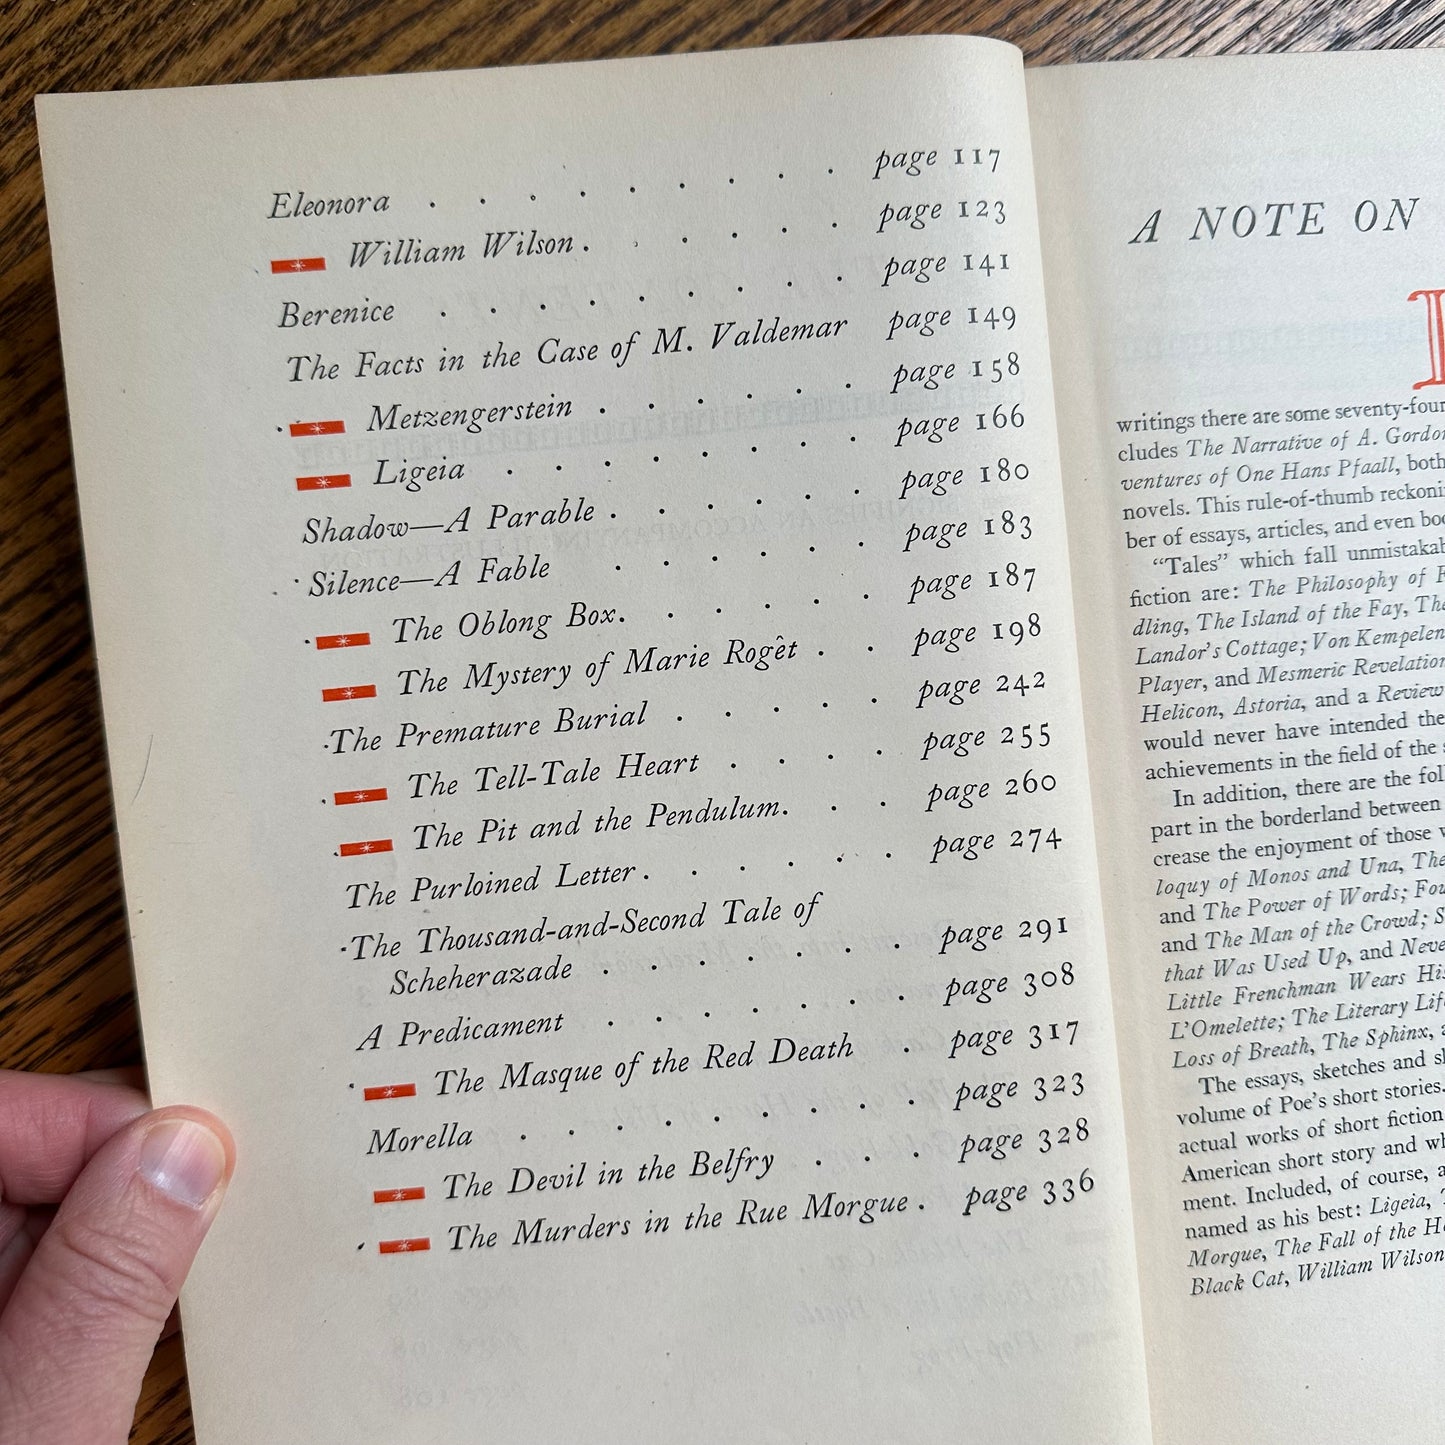 Eleonora . . . . . . . . . page 117
William Wilson . . . . . page 123
Berenice . . . . . . . . . page 141
The Facts in the Case of M. Valdemar page 149
Metzengerstein . . . . . . page 158
Ligeia . . . . . . . . page 166
Shadow—A Parable . . . . . . page 180
Silence—A Fable . . . . . . page 183
The Oblong Box . . . . . . page 187
The Mystery of Marie Rogêt . . page 198
The Premature Burial . . . . . page 242
The Tell-Tale Heart . . . . page 255
The Pit and the Pendulum . . . page 260
The Purloined Letter . . . . . . page 274
The Thousand-and-Second Tale of
Scheherazade . . . . . . . page 291
A Predicament . . . . . . . page 308
The Masque of the Red Death . page 317
Morella . . . . . . . . . page 323
The Devil in the Belfry . . . page 328
The Murders in the Rue Morgue . page 336
A NOTE ON
writings there are some seventy-four
cludes The Narrative of A. Gordon
ventures of One Hans Pfaall, both
novels. This rule-of-thumb
ber of essays, articles, and even
"Tales" which fall
fiction are: The Philosophy of
dling, The Island of the Fay, The
Landor's Cottage; Von Kempelen
Player, and Mesmeric Revelation
Helicon, Astoria, and a Review
would never have intended the
achievements in the field of the
In addition, there are the
part in the borderland between
crease the enjoyment of those
loquy of Monos and Una, The
and The Power of Words;
and The Man of the Crowd;
that Was Used Up, and
Little Frenchman Wears
L'Omelette; The Literary
Loss of Breath, The Sphinx,
The essays, sketches and
volume of Poe's short stories.
actual works of short fiction
American short story and
ment. Included, of course,
named as his best: Ligeia,
Morgue, The Fall of the
Black Cat, William Wilson